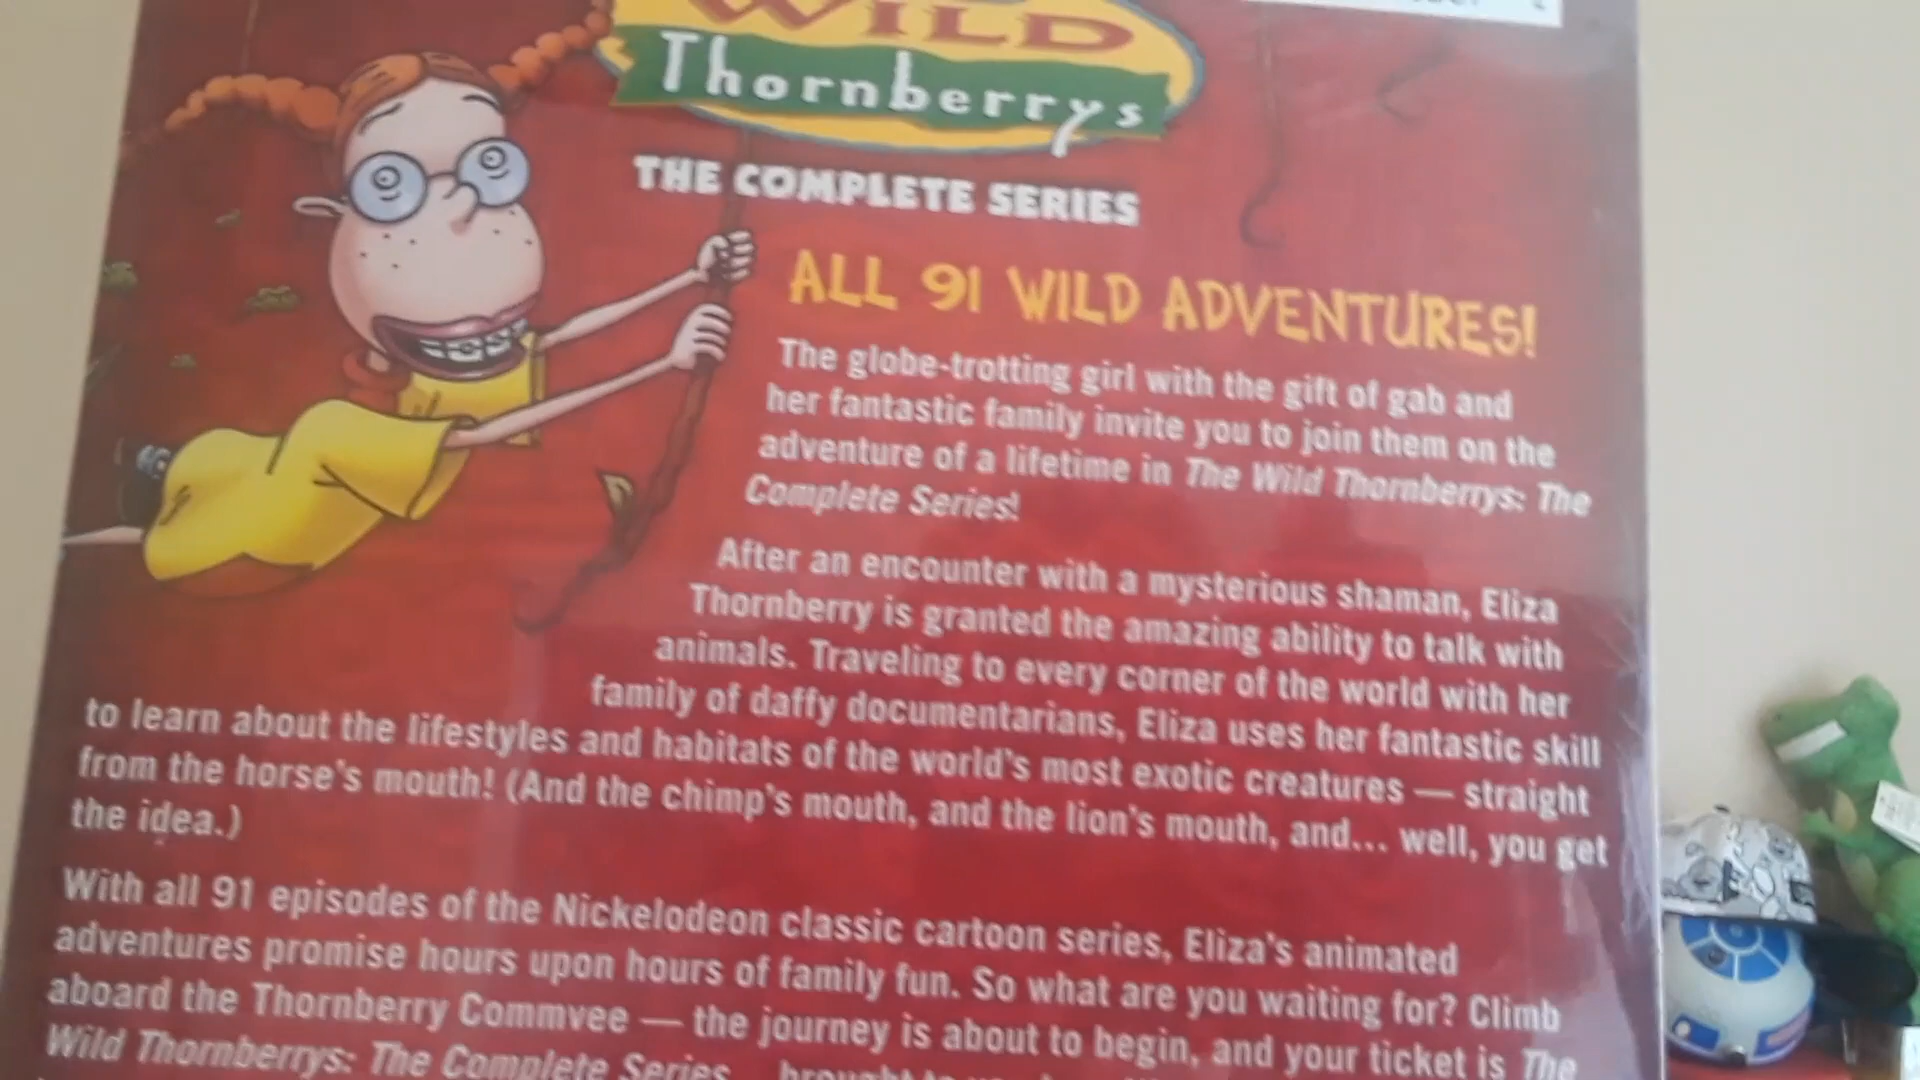 WILD
Thornberrys
THE COMPLETE SERIES
ALL 91 WILD ADVENTURES!
The globe-trotting girl with the gift of gab and
her fantastic family invite you to join them on the
adventure of a lifetime in The Wild Thornberrys: The
Complete Series!
After an encounter with a mysterious shaman, Eliza
Thornberry is granted the amazing ability to talk with
animals. Traveling to every corner of the world with her
family of daffy documentarians, Eliza uses her fantastic skill
to learn about the lifestyles and habitats of the world's most exotic creatures — straight
from the horse's mouth! (And the chimp's mouth, and the lion's mouth, and... well, you get
the idea.)
With all 91 episodes of the Nickelodeon classic cartoon series, Eliza's animated
adventures promise hours upon hours of family fun. So what are you waiting for? Climb
aboard the Thornberry Commvee — the journey is about to begin, and your ticket is The
Wild Thornberrys: The Complete Series brought to